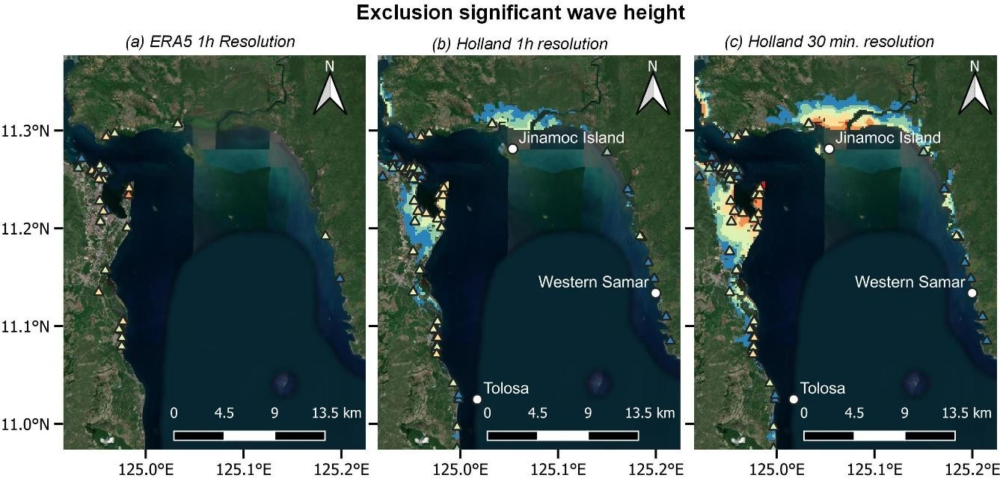 Exclusion significant wave height
(a) ERA5 1h Resolution
(b) Holland 1h resolution
(c) Holland 30 min. resolution
N
N
N
11.3°N
11.2°N
11.1°N
11.0°N
Jinamoc Island
Jinamoc Island
Western Samar
Western Samar
Tolosa
Tolosa
0 4.5 9 13.5 km
0 4.5 9 13.5 km
0 4.5 9 13.5 km
125.0°E 125.1°E 125.2°E
125.0°E 125.1°E 125.2°E
125.0°E 125.1°E 125.2°E